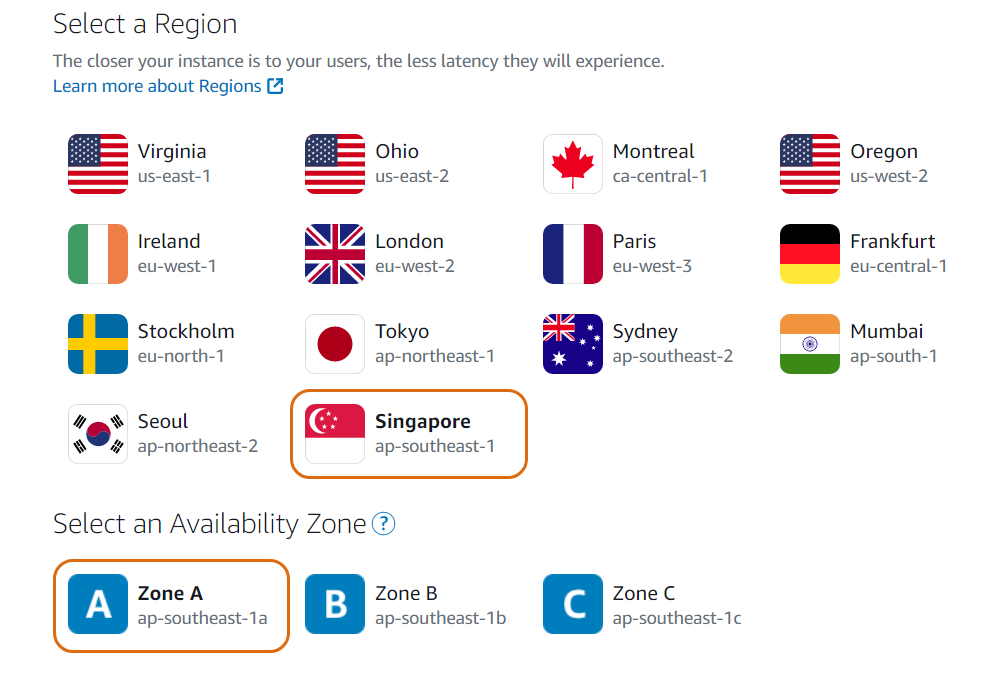 Select a Region
The closer your instance is to your users, the less latency they will experience.
Learn more about Regions
Virginia
us-east-1
Ohio
us-east-2
Montreal
ca-central-1
Oregon
us-west-2
Ireland
eu-west-1
London
eu-west-2
Paris
eu-west-3
Frankfurt
eu-central-1
Stockholm
eu-north-1
Tokyo
ap-northeast-1
Sydney
ap-southeast-2
Mumbai
ap-south-1
Seoul
ap-northeast-2
Singapore
ap-southeast-1
Select an Availability Zone ?
A
Zone A
ap-southeast-1a
B
Zone B
ap-southeast-1b
C
Zone C
ap-southeast-1c